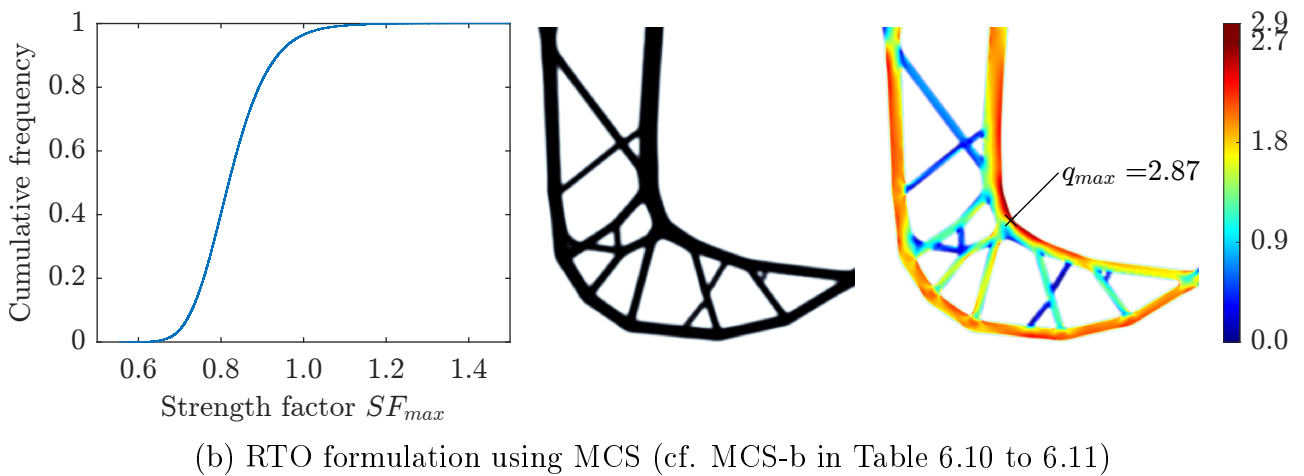 1
0.8
0.6
0.4
0.2
0
Cumulative frequency
0.6 0.8 1.0 1.2 1.4
Strength factor SF_max
q_max =2.87
2.9
2.7
1.8
0.9
0.0
(b) RTO formulation using MCS (cf. MCS-b in Table 6.10 to 6.11)